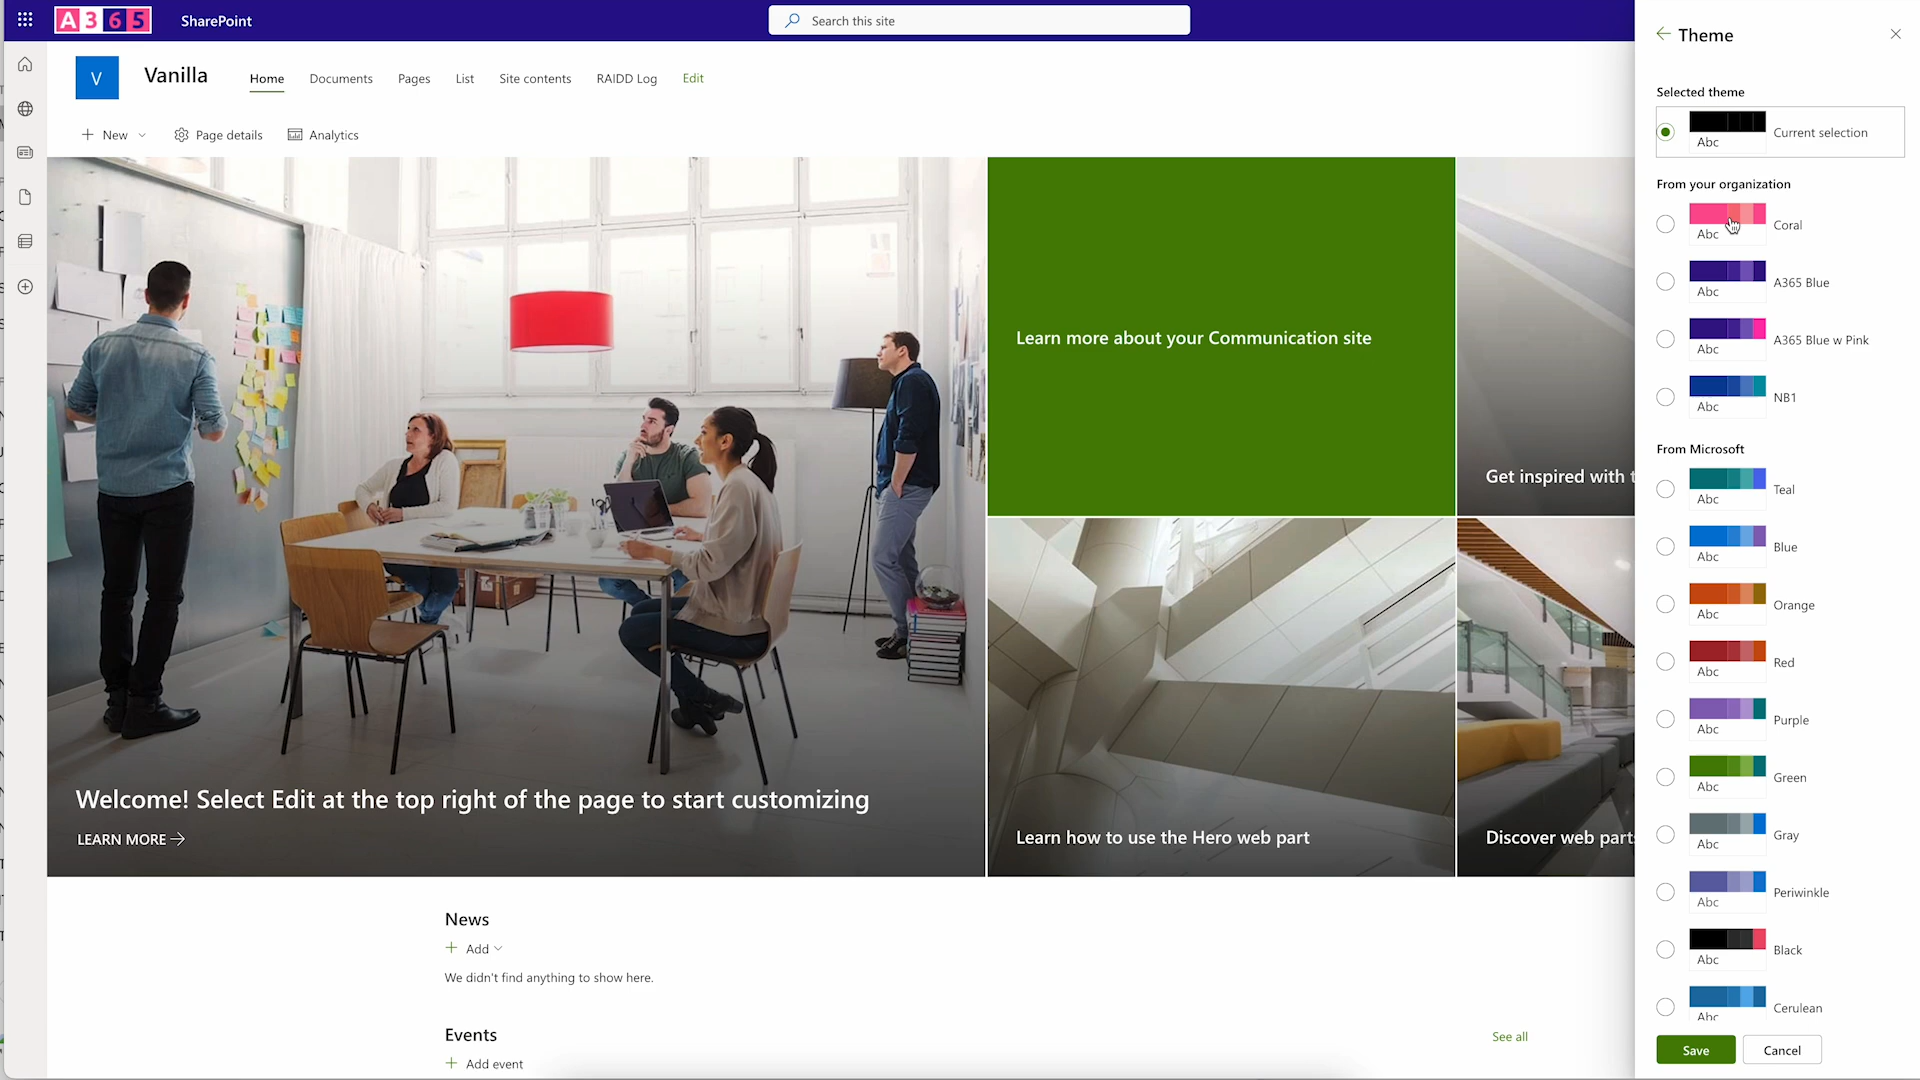 A365
SharePoint
Search this site
V
Vanilla
Home
Documents
Pages
List
Site contents
RAIDD Log
Edit
New
Page details
Analytics
Learn more about your Communication site
Get inspired with
Welcome! Select Edit at the top right of the page to start customizing
LEARN MORE
Learn how to use the Hero web part
Discover web part
News
Add
We didn't find anything to show here.
Events
See all
Add event
Theme
Selected theme
Abc
Current selection
From your organization
Abc
Coral
Abc
A365 Blue
Abc
A365 Blue w Pink
Abc
NB1
From Microsoft
Abc
Teal
Abc
Blue
Abc
Orange
Abc
Red
Abc
Purple
Abc
Green
Abc
Gray
Abc
Periwinkle
Abc
Black
Abc
Cerulean
Save
Cancel